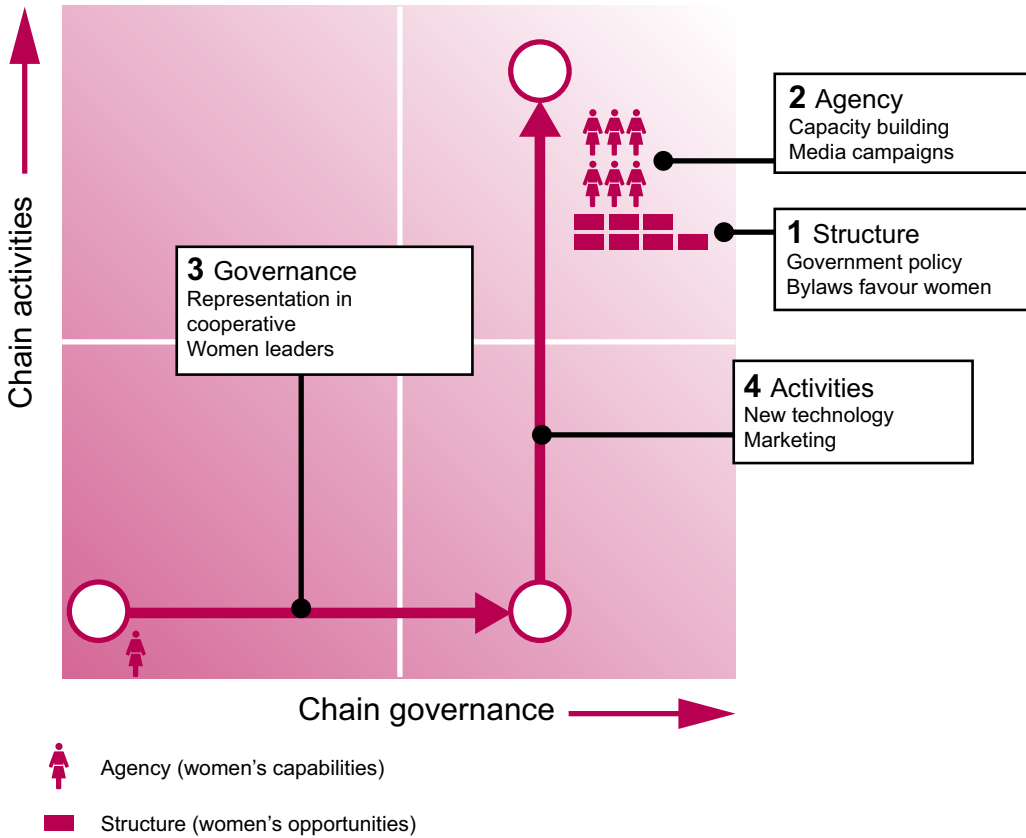 Chain activities
2 Agency
Capacity building
Media campaigns
1 Structure
Government policy
Bylaws favour women
3 Governance
Representation in
cooperative
Women leaders
4 Activities
New technology
Marketing
Chain governance
Agency (women’s capabilities)
Structure (women’s opportunities)